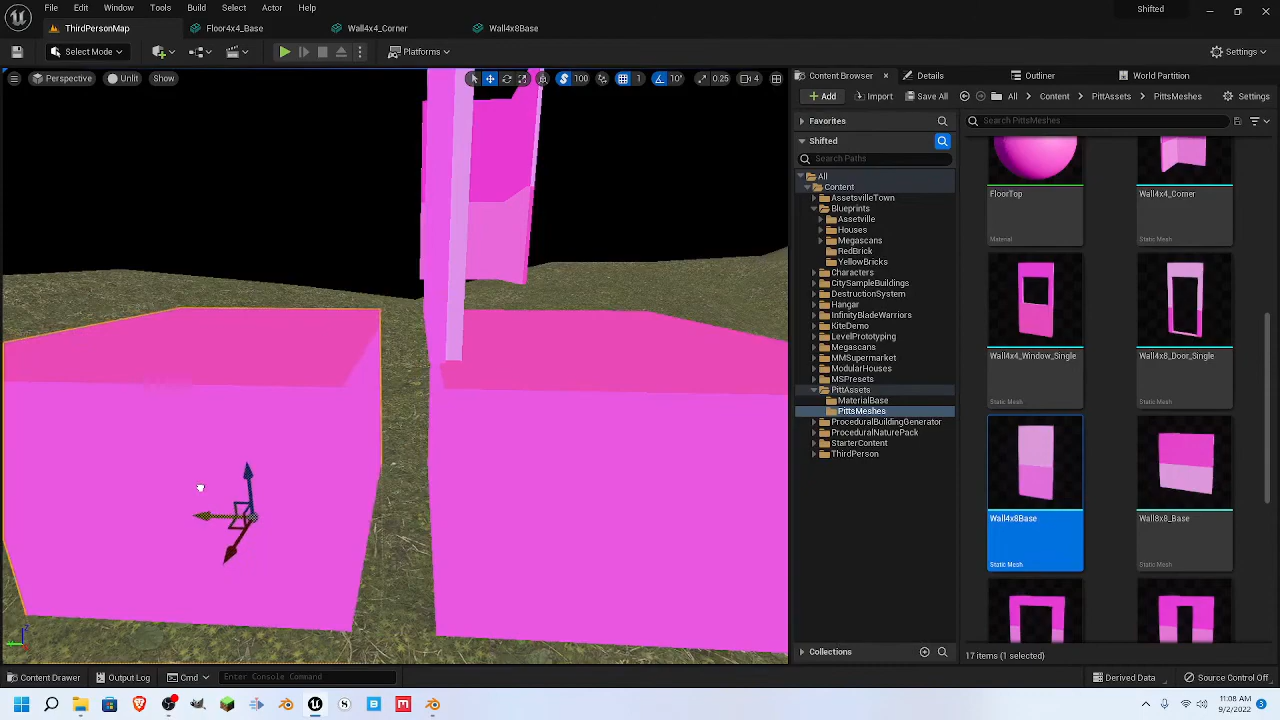 File Edit Window Tools Build Select Actor Help Shifted
ThirdPersonMap Floor4x4_Base Wall4x4_Corner Wall4x8Base
Select Mode Platforms Settings
Perspective Unlit Show 100 1 10° 0.25 4
Content Browser Details Outliner World Partition
Add Import Save All All Content PittAssets PittsMeshes Settings
Favorites
Search PittsMeshes
Shifted
Search Paths
All
Content
AssetsvilleTown
Blueprints
Assetville
Houses
Megascans
RedBrick
YellowBricks
Characters
CitySampleBuildings
DestructionSystem
Hangar
InfinityBladeWarriors
KiteDemo
LevelPrototyping
Megascans
MMSupermarket
ModularHouses
MSPresets
PittAssets
MaterialBase
PittsMeshes
ProceduralBuildingGenerator
ProceduralNaturePack
StarterContent
ThirdPerson
Collections
FloorTop Wall4x4_Corner
Material Static Mesh
Wall4x4_Window_Single Wall4x8_Door_Single
Static Mesh Static Mesh
Wall4x8Base Wall8x8_Base
Static Mesh Static Mesh
17 items (1 selected)
Content Drawer Output Log Cmd Enter Console Command Data Source Control Off
11:08 AM
9/2/2022
3